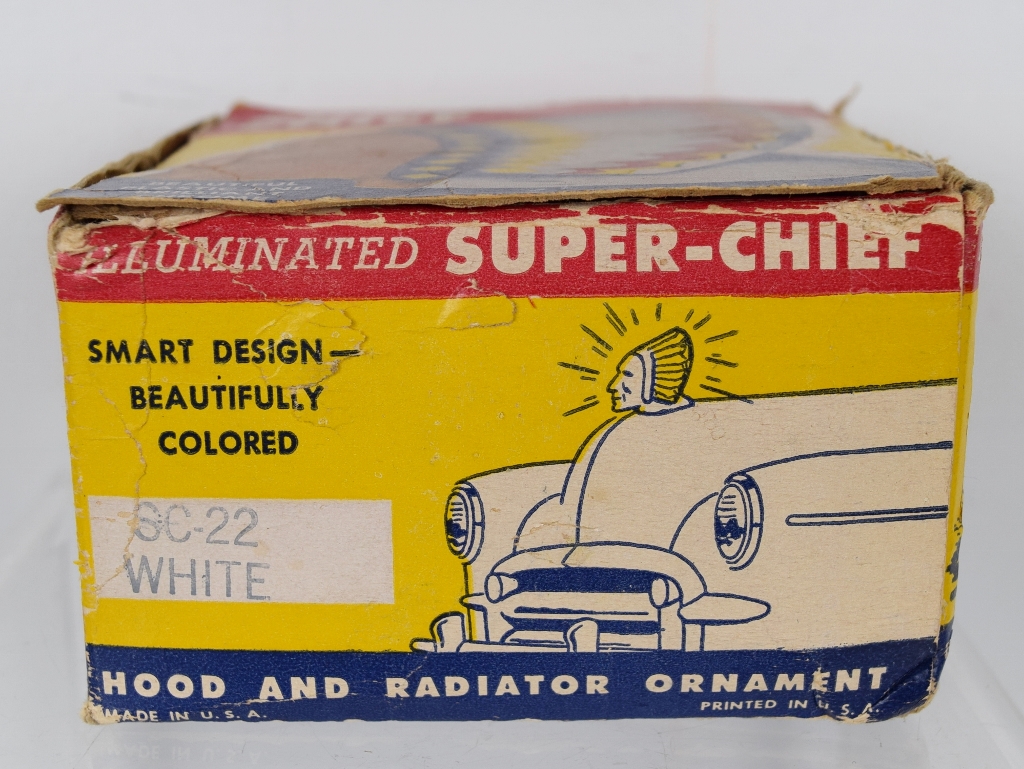 ILLUMINATED SUPER-CHIEF
SMART DESIGN—
BEAUTIFULLY
COLORED
SC-22
WHITE
HOOD AND RADIATOR ORNAMENT
MADE IN U.S.A.
PRINTED IN U.S.A.